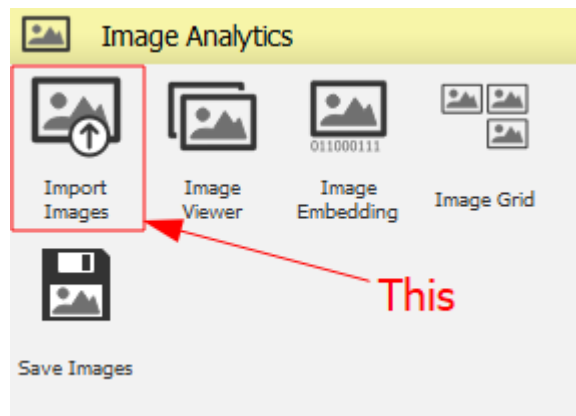 Image Analytics
011000111
Import
Images
Image
Viewer
Image
Embedding
Image Grid
This
Save Images